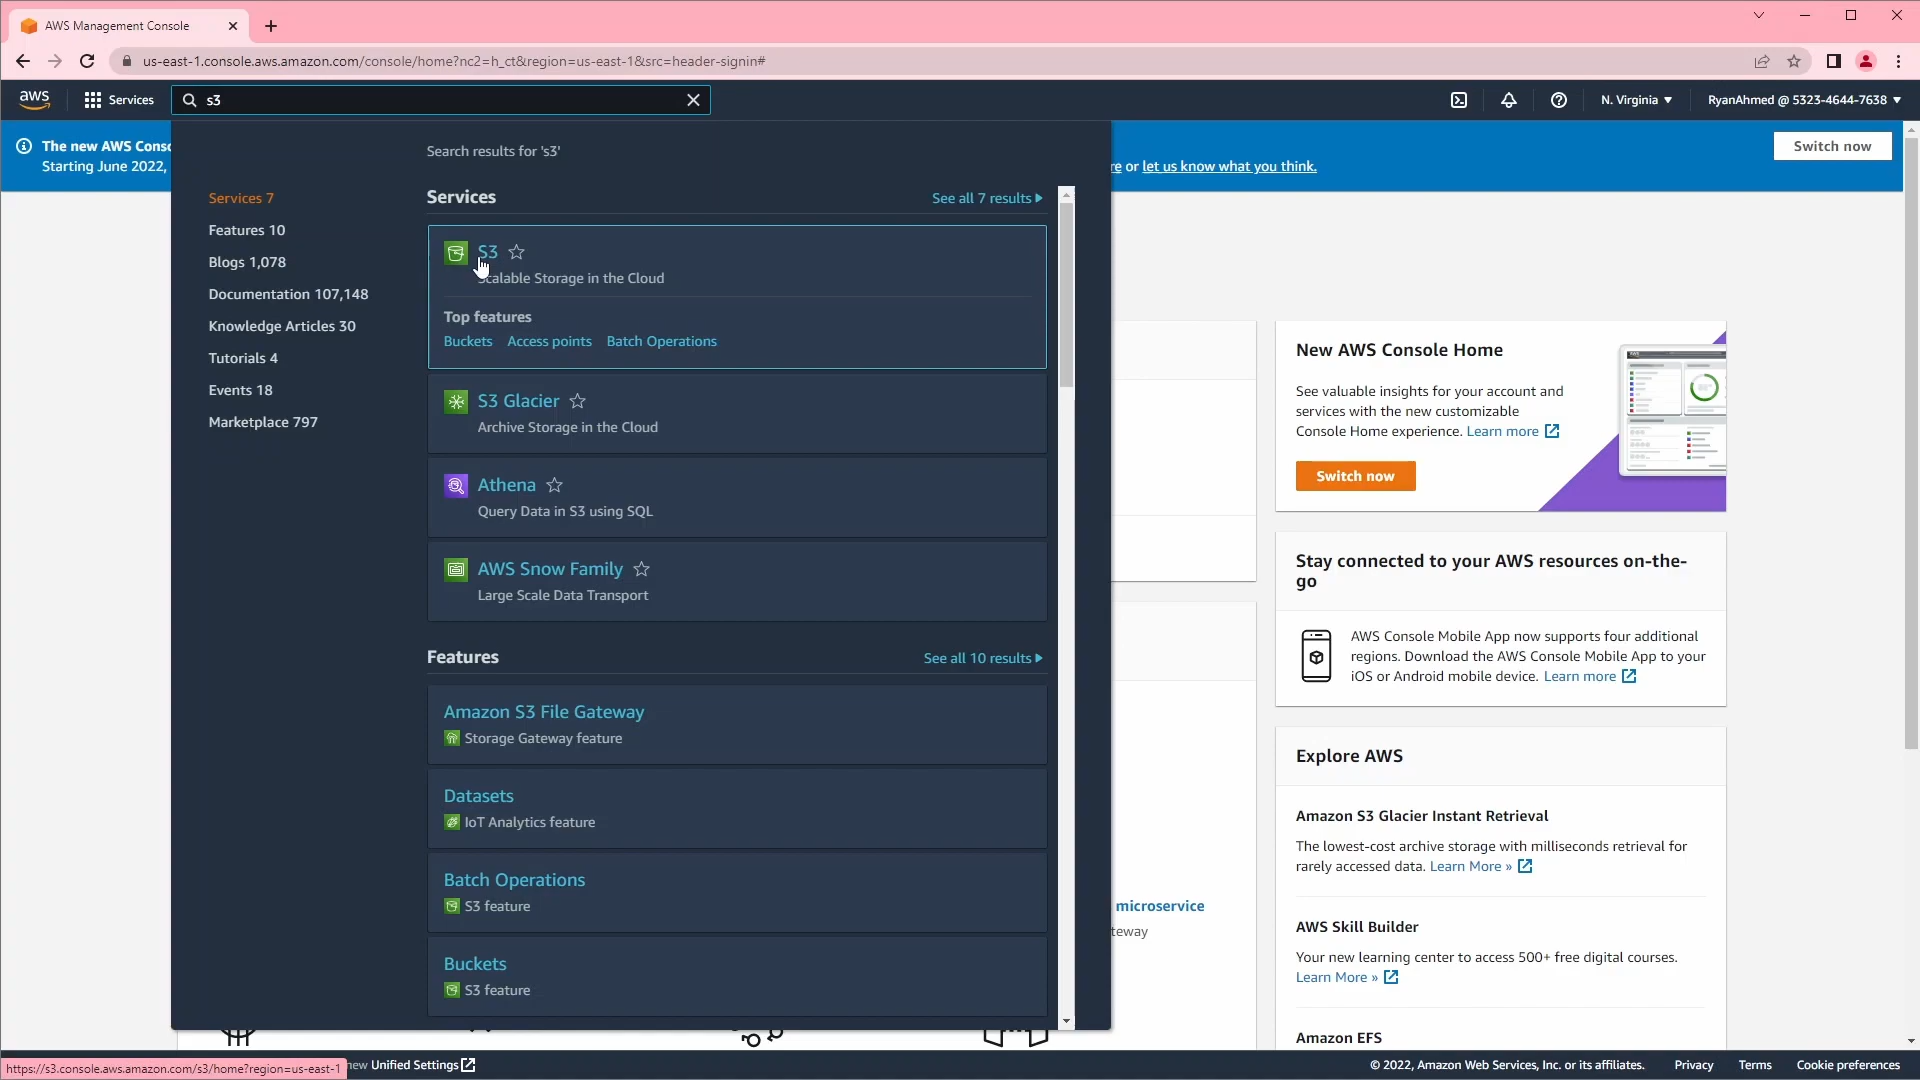 AWS Management Console
us-east-1.console.aws.amazon.com/console/home?nc2=h_ct&region=us-east-1&src=header-signin#
aws
Services
s3
N. Virginia
RyanAhmed @ 5323-4644-7638
The new AWS Conso
Starting June 2022,
re or let us know what you think.
Switch now
Search results for 's3'
Services 7
Features 10
Blogs 1,078
Documentation 107,148
Knowledge Articles 30
Tutorials 4
Events 18
Marketplace 797
Services
See all 7 results
S3
Scalable Storage in the Cloud
Top features
Buckets Access points Batch Operations
S3 Glacier
Archive Storage in the Cloud
Athena
Query Data in S3 using SQL
AWS Snow Family
Large Scale Data Transport
Features
See all 10 results
Amazon S3 File Gateway
Storage Gateway feature
Datasets
IoT Analytics feature
Batch Operations
S3 feature
Buckets
S3 feature
microservice
teway
New AWS Console Home
See valuable insights for your account and
services with the new customizable
Console Home experience. Learn more
Switch now
Stay connected to your AWS resources on-the-
go
AWS Console Mobile App now supports four additional
regions. Download the AWS Console Mobile App to your
iOS or Android mobile device. Learn more
Explore AWS
Amazon S3 Glacier Instant Retrieval
The lowest-cost archive storage with milliseconds retrieval for
rarely accessed data. Learn More »
AWS Skill Builder
Your new learning center to access 500+ free digital courses.
Learn More »
Amazon EFS
https://s3.console.aws.amazon.com/s3/home?region=us-east-1
new Unified Settings
© 2022, Amazon Web Services, Inc. or its affiliates.
Privacy
Terms
Cookie preferences